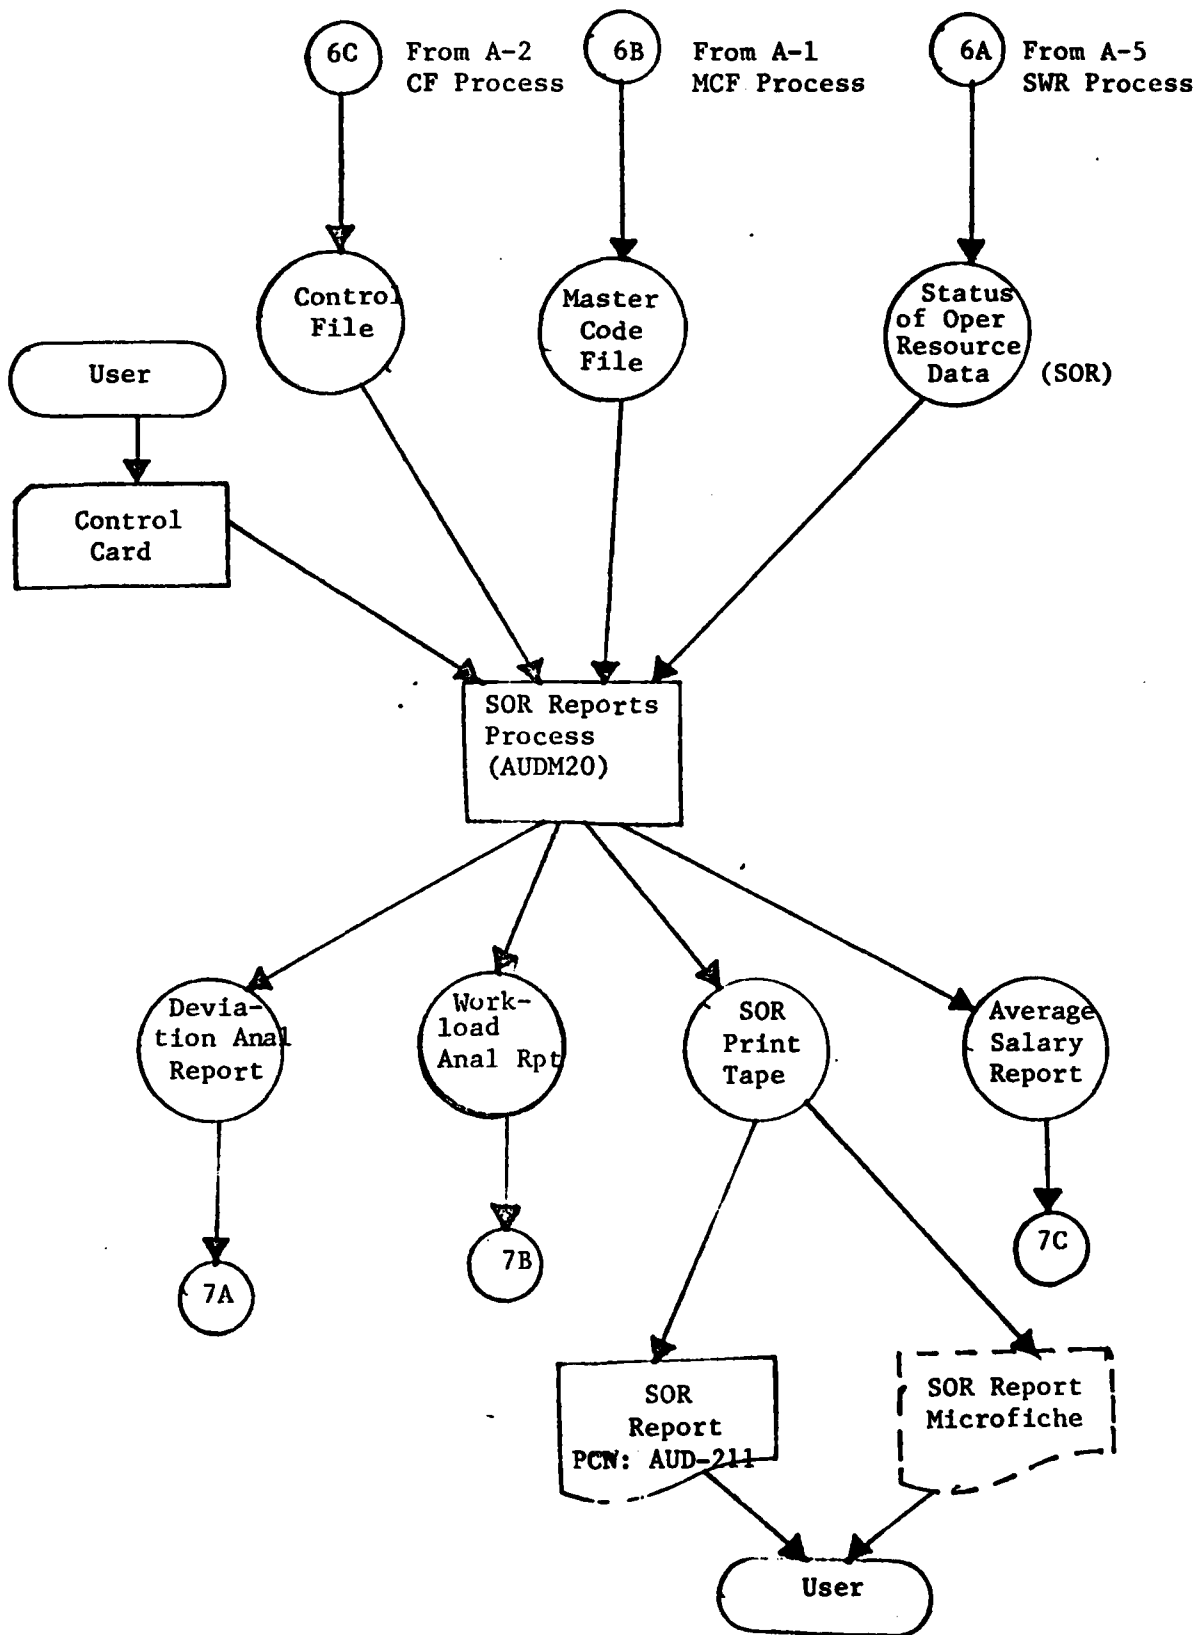 6C
From A-2
CF Process
6B
From A-1
MCF Process
6A
From A-5
SWR Process
Control
File
Master
Code
File
Status
of Oper
Resource
Data
(SOR)
User
Control
Card
SOR Reports
Process
(AUDM20)
Devia-
tion Anal
Report
Work-
load
Anal Rpt
SOR
Print
Tape
Average
Salary
Report
7A
7B
7C
SOR
Report
PCN: AUD-211
SOR Report
Microfiche
User